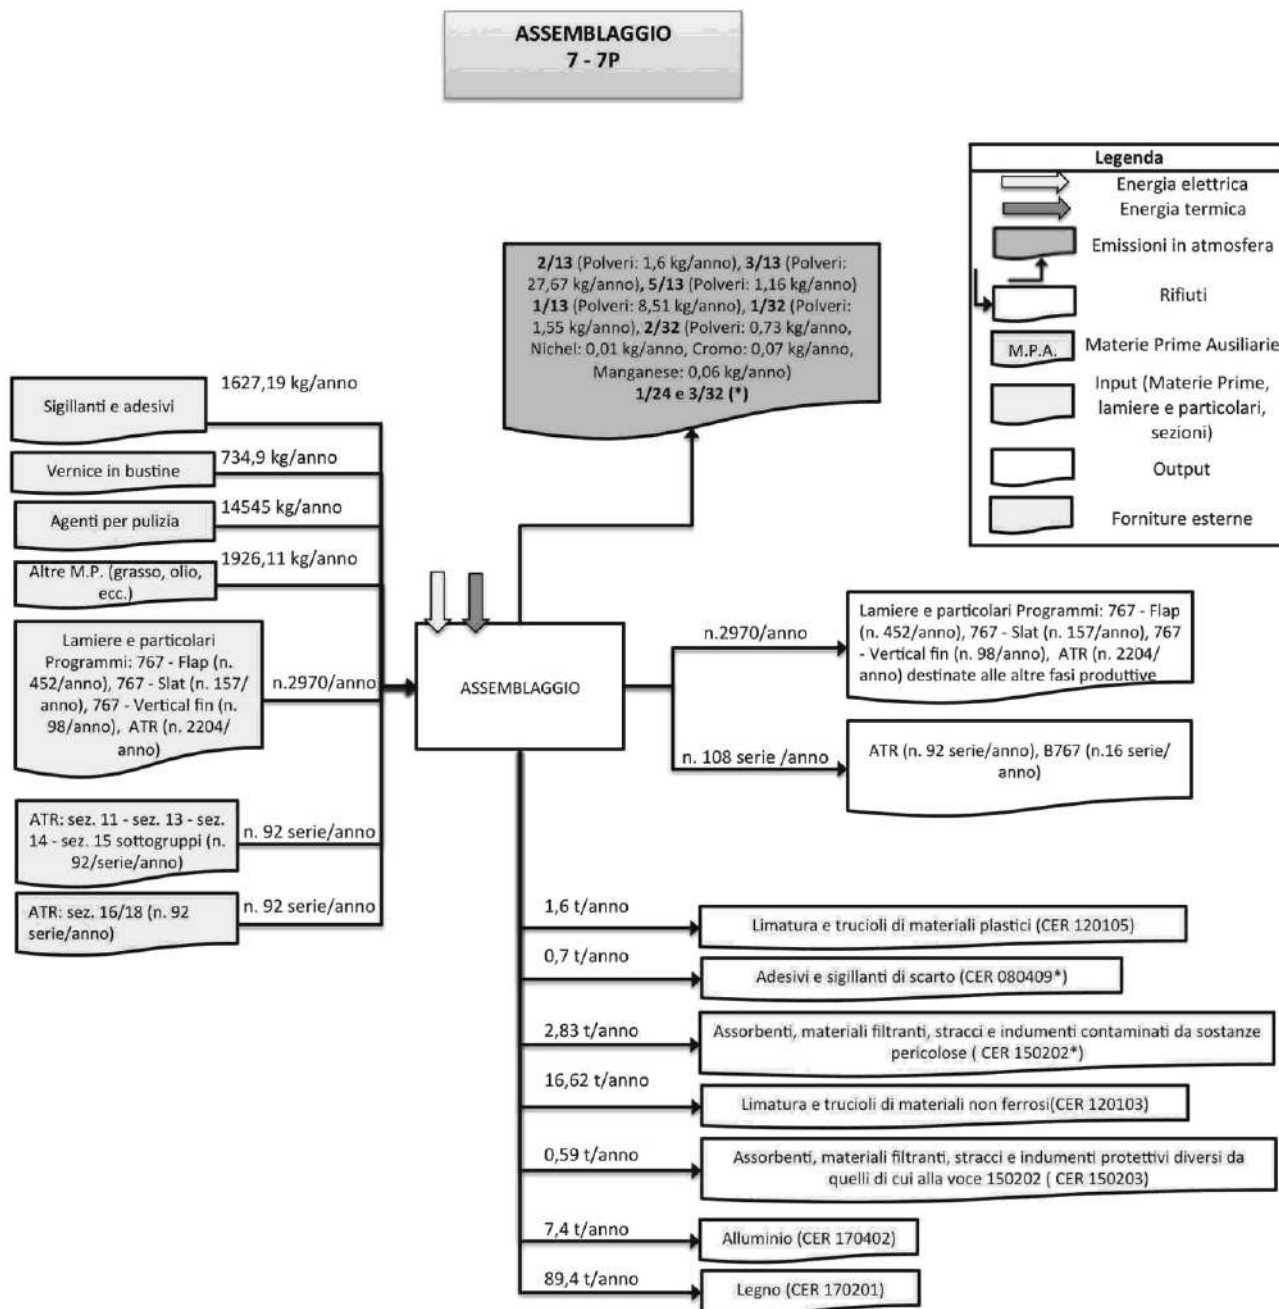 ASSEMBLAGGIO
7 - 7P
Legenda
Energia elettrica
Energia termica
Emissioni in atmosfera
Rifiuti
M.P.A.
Materie Prime Ausiliarie
Input (Materie Prime,
lamiere e particolari,
sezioni)
Output
Forniture esterne
2/13 (Polveri: 1,6 kg/anno), 3/13 (Polveri:
27,67 kg/anno), 5/13 (Polveri: 1,16 kg/anno)
1/13 (Polveri: 8,51 kg/anno), 1/32 (Polveri:
1,55 kg/anno), 2/32 (Polveri: 0,73 kg/anno,
Nichel: 0,01 kg/anno, Cromo: 0,07 kg/anno,
Manganese: 0,06 kg/anno)
1/24 e 3/32 (*)
Sigillanti e adesivi
1627,19 kg/anno
Vernice in bustine
734,9 kg/anno
Agenti per pulizia
14545 kg/anno
Altre M.P. (grasso, olio,
ecc.)
1926,11 kg/anno
Lamiere e particolari
Programmi: 767 - Flap (n.
452/anno), 767 - Slat (n. 157/
anno), 767 - Vertical fin (n.
98/anno), ATR (n. 2204/
anno)
n.2970/anno
ATR: sez. 11 - sez. 13 - sez.
14 - sez. 15 sottogruppi (n.
92/serie/anno)
n. 92 serie/anno
ATR: sez. 16/18 (n. 92
serie/anno)
n. 92 serie/anno
ASSEMBLAGGIO
n.2970/anno
Lamiere e particolari Programmi: 767 - Flap
(n. 452/anno), 767 - Slat (n. 157/anno), 767
- Vertical fin (n. 98/anno), ATR (n. 2204/
anno) destinate alle altre fasi produttive
n. 108 serie /anno
ATR (n. 92 serie/anno), B767 (n.16 serie/
anno)
1,6 t/anno
Limatura e trucioli di materiali plastici (CER 120105)
0,7 t/anno
Adesivi e sigillanti di scarto (CER 080409*)
2,83 t/anno
Assorbenti, materiali filtranti, stracci e indumenti contaminati da sostanze
pericolose ( CER 150202*)
16,62 t/anno
Limatura e trucioli di materiali non ferrosi(CER 120103)
0,59 t/anno
Assorbenti, materiali filtranti, stracci e indumenti protettivi diversi da
quelli di cui alla voce 150202 ( CER 150203)
7,4 t/anno
Alluminio (CER 170402)
89,4 t/anno
Legno (CER 170201)